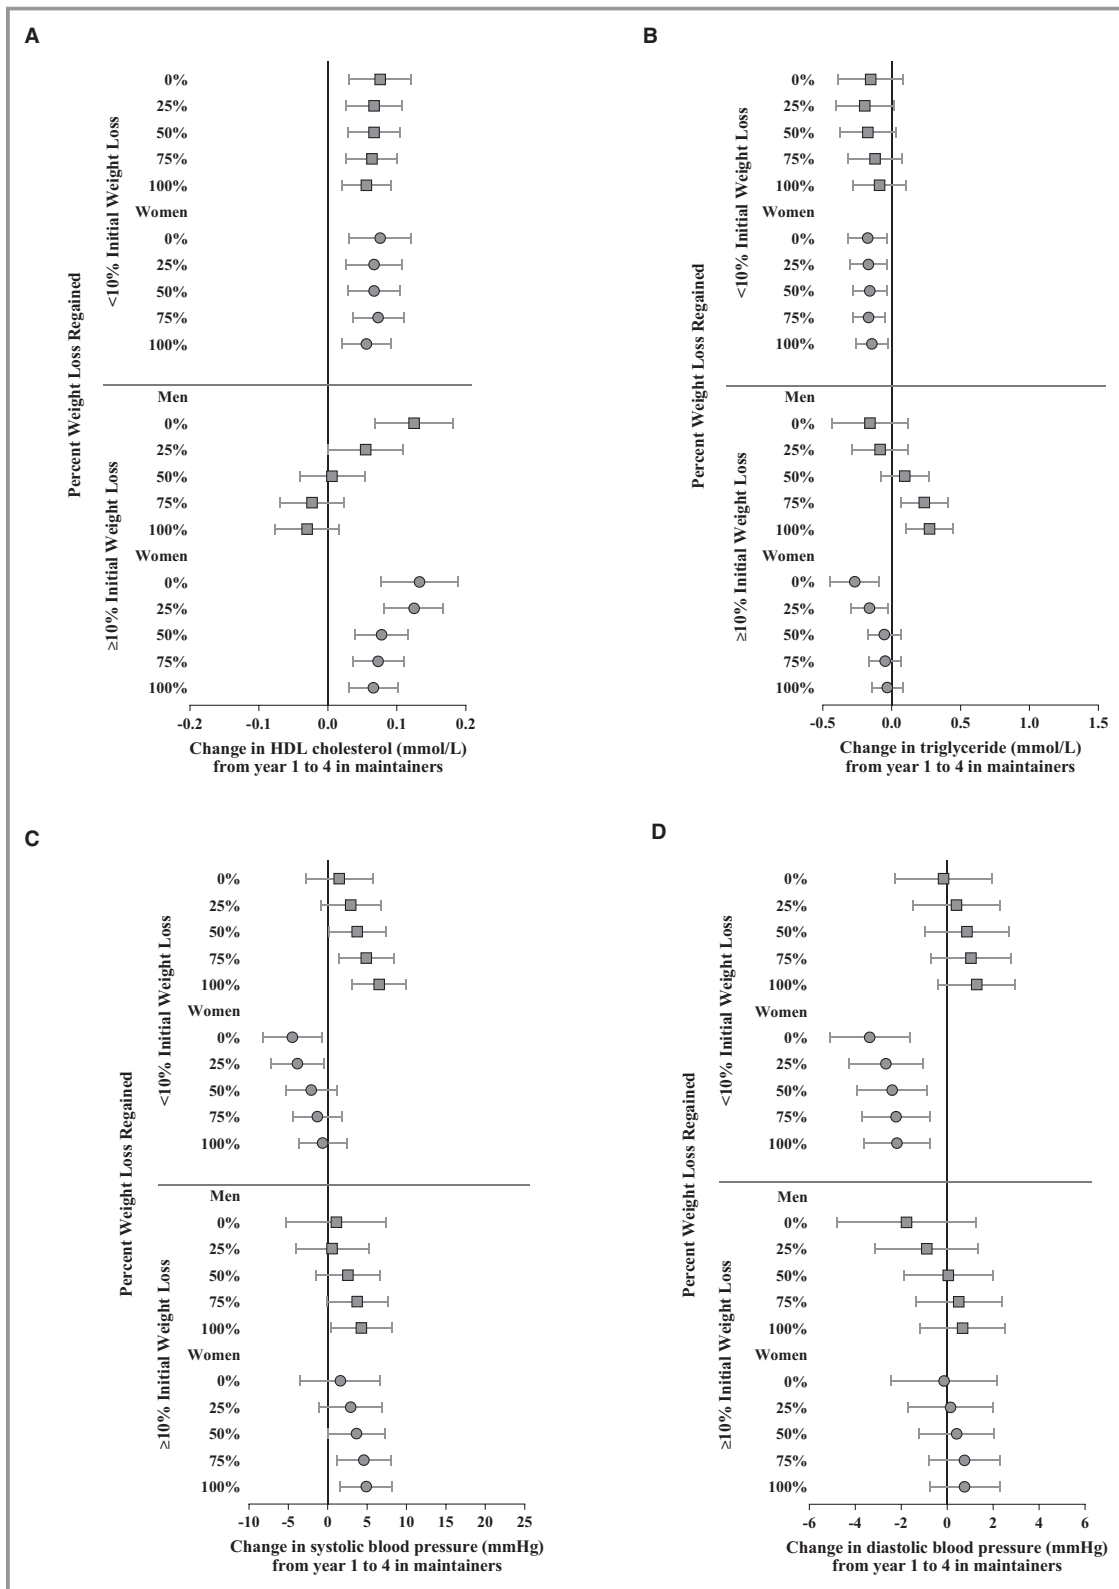 A
Percent Weight Loss Regained
<10% Initial Weight Loss
0%
25%
50%
75%
100%
Women
0%
25%
50%
75%
100%
≥10% Initial Weight Loss
Men
0%
25%
50%
75%
100%
Women
0%
25%
50%
75%
100%
-0.2 -0.1 0.0 0.1 0.2
Change in HDL cholesterol (mmol/L)
from year 1 to 4 in maintainers
B
Percent Weight Loss Regained
<10% Initial Weight Loss
0%
25%
50%
75%
100%
Women
0%
25%
50%
75%
100%
≥10% Initial Weight Loss
Men
0%
25%
50%
75%
100%
Women
0%
25%
50%
75%
100%
-0.5 0.0 0.5 1.0 1.5
Change in triglyceride (mmol/L)
from year 1 to 4 in maintainers
C
Percent Weight Loss Regained
<10% Initial Weight Loss
0%
25%
50%
75%
100%
Women
0%
25%
50%
75%
100%
≥10% Initial Weight Loss
Men
0%
25%
50%
75%
100%
Women
0%
25%
50%
75%
100%
-10 -5 0 5 10 15 20 25
Change in systolic blood pressure (mmHg)
from year 1 to 4 in maintainers
D
Percent Weight Loss Regained
<10% Initial Weight Loss
0%
25%
50%
75%
100%
Women
0%
25%
50%
75%
100%
≥10% Initial Weight Loss
Men
0%
25%
50%
75%
100%
Women
0%
25%
50%
75%
100%
-6 -4 -2 0 2 4 6
Change in diastolic blood pressure (mmHg)
from year 1 to 4 in maintainers